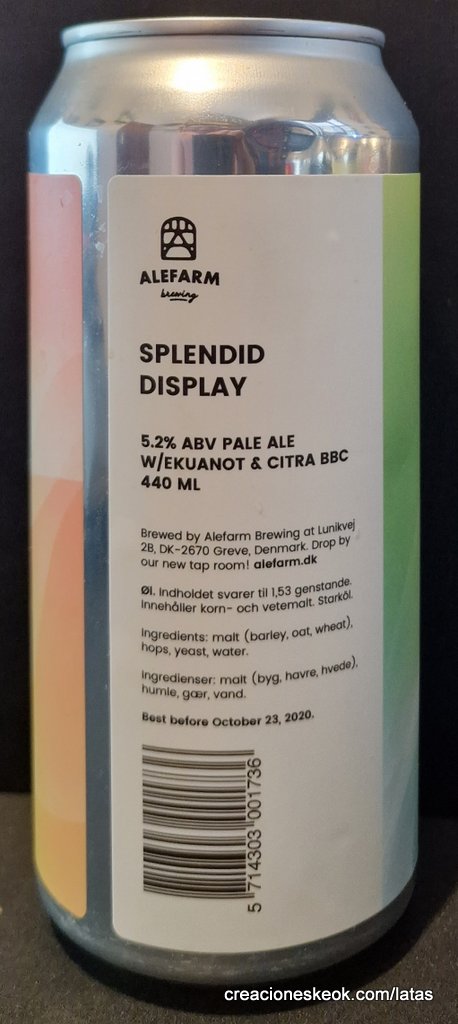 ALEFARM
brewing
SPLENDID
DISPLAY
5.2% ABV PALE ALE
W/EKUANOT & CITRA BBC
440 ML
Brewed by Alefarm Brewing at Lunikvej
2B, DK-2670 Greve, Denmark. Drop by
our new tap room! alefarm.dk
Øl. Indholdet svarer til 1,53 genstande.
Innehåller korn- och vetemalt. Starköl.
Ingredients: malt (barley, oat, wheat),
hops, yeast, water.
Ingredienser: malt (byg, havre, hvede),
humle, gær, vand.
Best before October 23, 2020.
5 714303 001736
creacioneskeok.com/latas